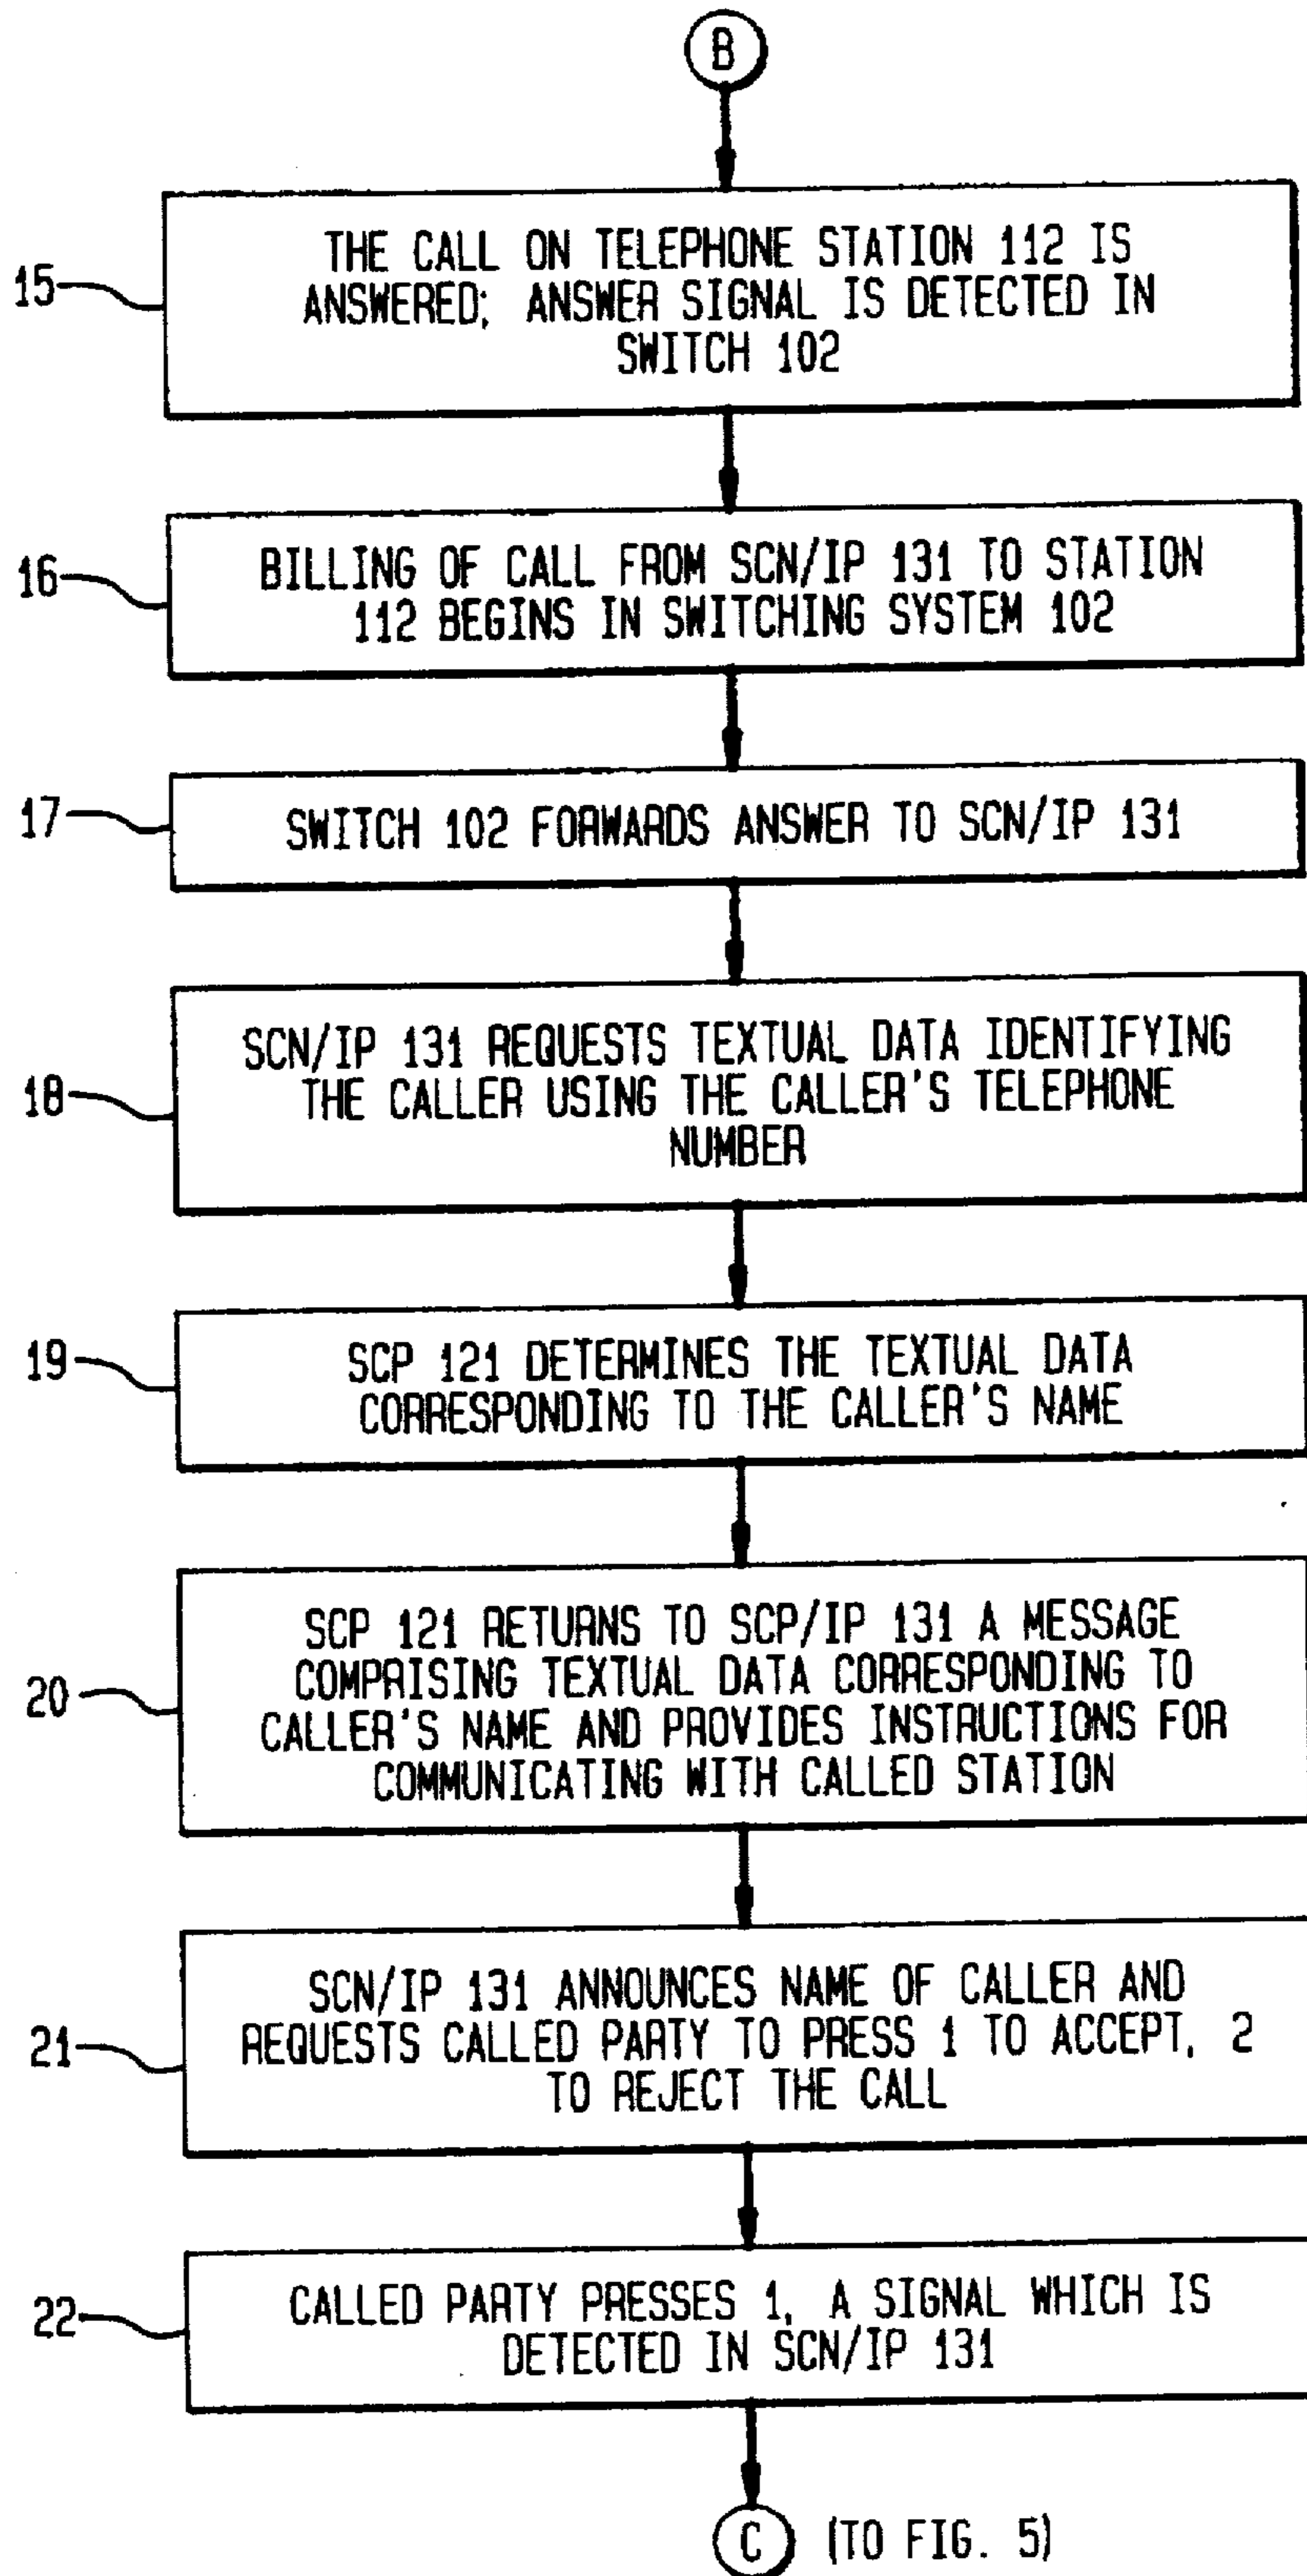 B
15
THE CALL ON TELEPHONE STATION 112 IS
ANSWERED; ANSWER SIGNAL IS DETECTED IN
SWITCH 102
16
BILLING OF CALL FROM SCN/IP 131 TO STATION
112 BEGINS IN SWITCHING SYSTEM 102
17
SWITCH 102 FORWARDS ANSWER TO SCN/IP 131
18
SCN/IP 131 REQUESTS TEXTUAL DATA IDENTIFYING
THE CALLER USING THE CALLER'S TELEPHONE
NUMBER
19
SCP 121 DETERMINES THE TEXTUAL DATA
CORRESPONDING TO THE CALLER'S NAME
20
SCP 121 RETURNS TO SCP/IP 131 A MESSAGE
COMPRISING TEXTUAL DATA CORRESPONDING TO
CALLER'S NAME AND PROVIDES INSTRUCTIONS FOR
COMMUNICATING WITH CALLED STATION
21
SCN/IP 131 ANNOUNCES NAME OF CALLER AND
REQUESTS CALLED PARTY TO PRESS 1 TO ACCEPT, 2
TO REJECT THE CALL
22
CALLED PARTY PRESSES 1, A SIGNAL WHICH IS
DETECTED IN SCN/IP 131
C (TO FIG. 5)